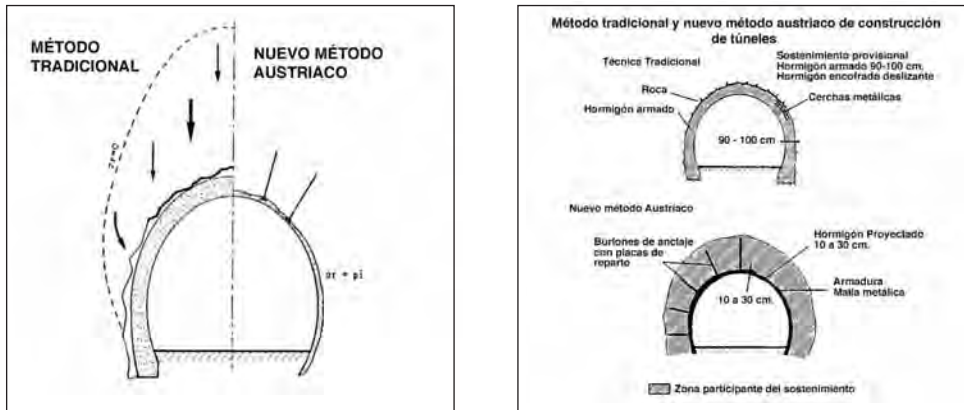 MÉTODO
TRADICIONAL
NUEVO MÉTODO
AUSTRIACO
σr + pi
Método tradicional y nuevo método austriaco de construcción
de túneles
Técnica Tradicional
Sostenimiento provisional
Hormigón armado 90-100 cm,
Hormigón encofrado deslizante
Roca
Cerchas metálicas
Hormigón armado
90 - 100 cm
Nuevo método Austríaco
Burlones de anclaje
con placas de
reparto
Hormigón Proyectado
10 a 30 cm.
Armadura
Malla metálica
10 a 30 cm.
Zona participante del sostenimiento